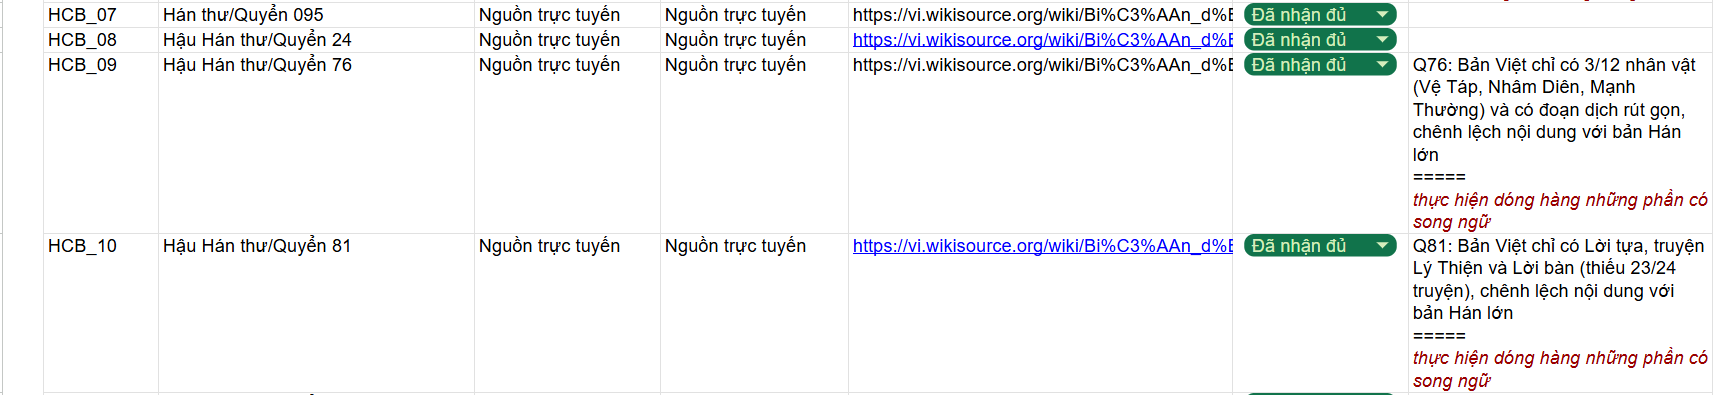 HCB_07 Hán thư/Quyển 095 Nguồn trực tuyến Nguồn trực tuyến https://vi.wikisource.org/wiki/Bi%C3%AAn_d%E Đã nhận đủ
HCB_08 Hậu Hán thư/Quyển 24 Nguồn trực tuyến Nguồn trực tuyến https://vi.wikisource.org/wiki/Bi%C3%AAn_d%E Đã nhận đủ
HCB_09 Hậu Hán thư/Quyển 76 Nguồn trực tuyến Nguồn trực tuyến https://vi.wikisource.org/wiki/Bi%C3%AAn_d%E Đã nhận đủ Q76: Bản Việt chỉ có 3/12 nhân vật
(Vệ Táp, Nhâm Diên, Mạnh
Thường) và có đoạn dịch rút gọn,
chênh lệch nội dung với bản Hán
lớn
=====
thực hiện dóng hàng những phần có
song ngữ
HCB_10 Hậu Hán thư/Quyển 81 Nguồn trực tuyến Nguồn trực tuyến https://vi.wikisource.org/wiki/Bi%C3%AAn_d%E Đã nhận đủ Q81: Bản Việt chỉ có Lời tựa, truyện
Lý Thiện và Lời bàn (thiếu 23/24
truyện), chênh lệch nội dung với
bản Hán lớn
=====
thực hiện dóng hàng những phần có
song ngữ